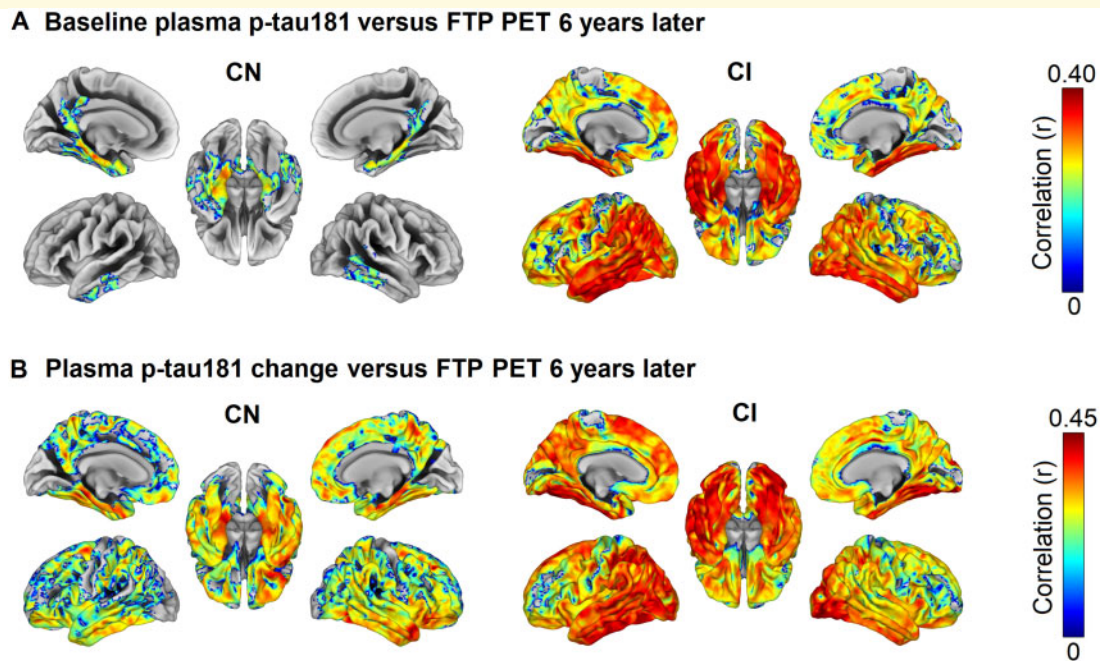 A Baseline plasma p-tau181 versus FTP PET 6 years later
CN
CI
0.40
Correlation (r)
0
B Plasma p-tau181 change versus FTP PET 6 years later
CN
CI
0.45
Correlation (r)
0